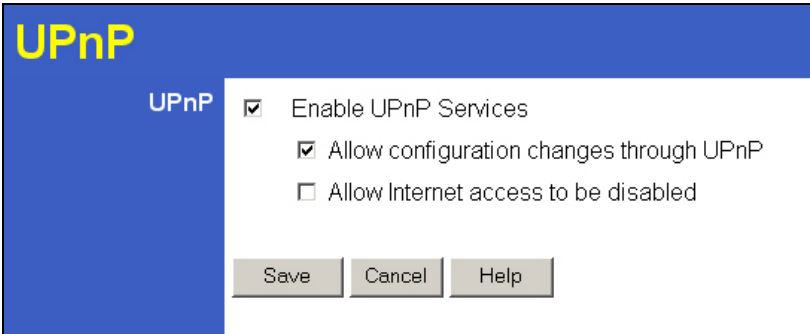 UPnP
UPnP
Enable UPnP Services
Allow configuration changes through UPnP
Allow Internet access to be disabled
Save Cancel Help